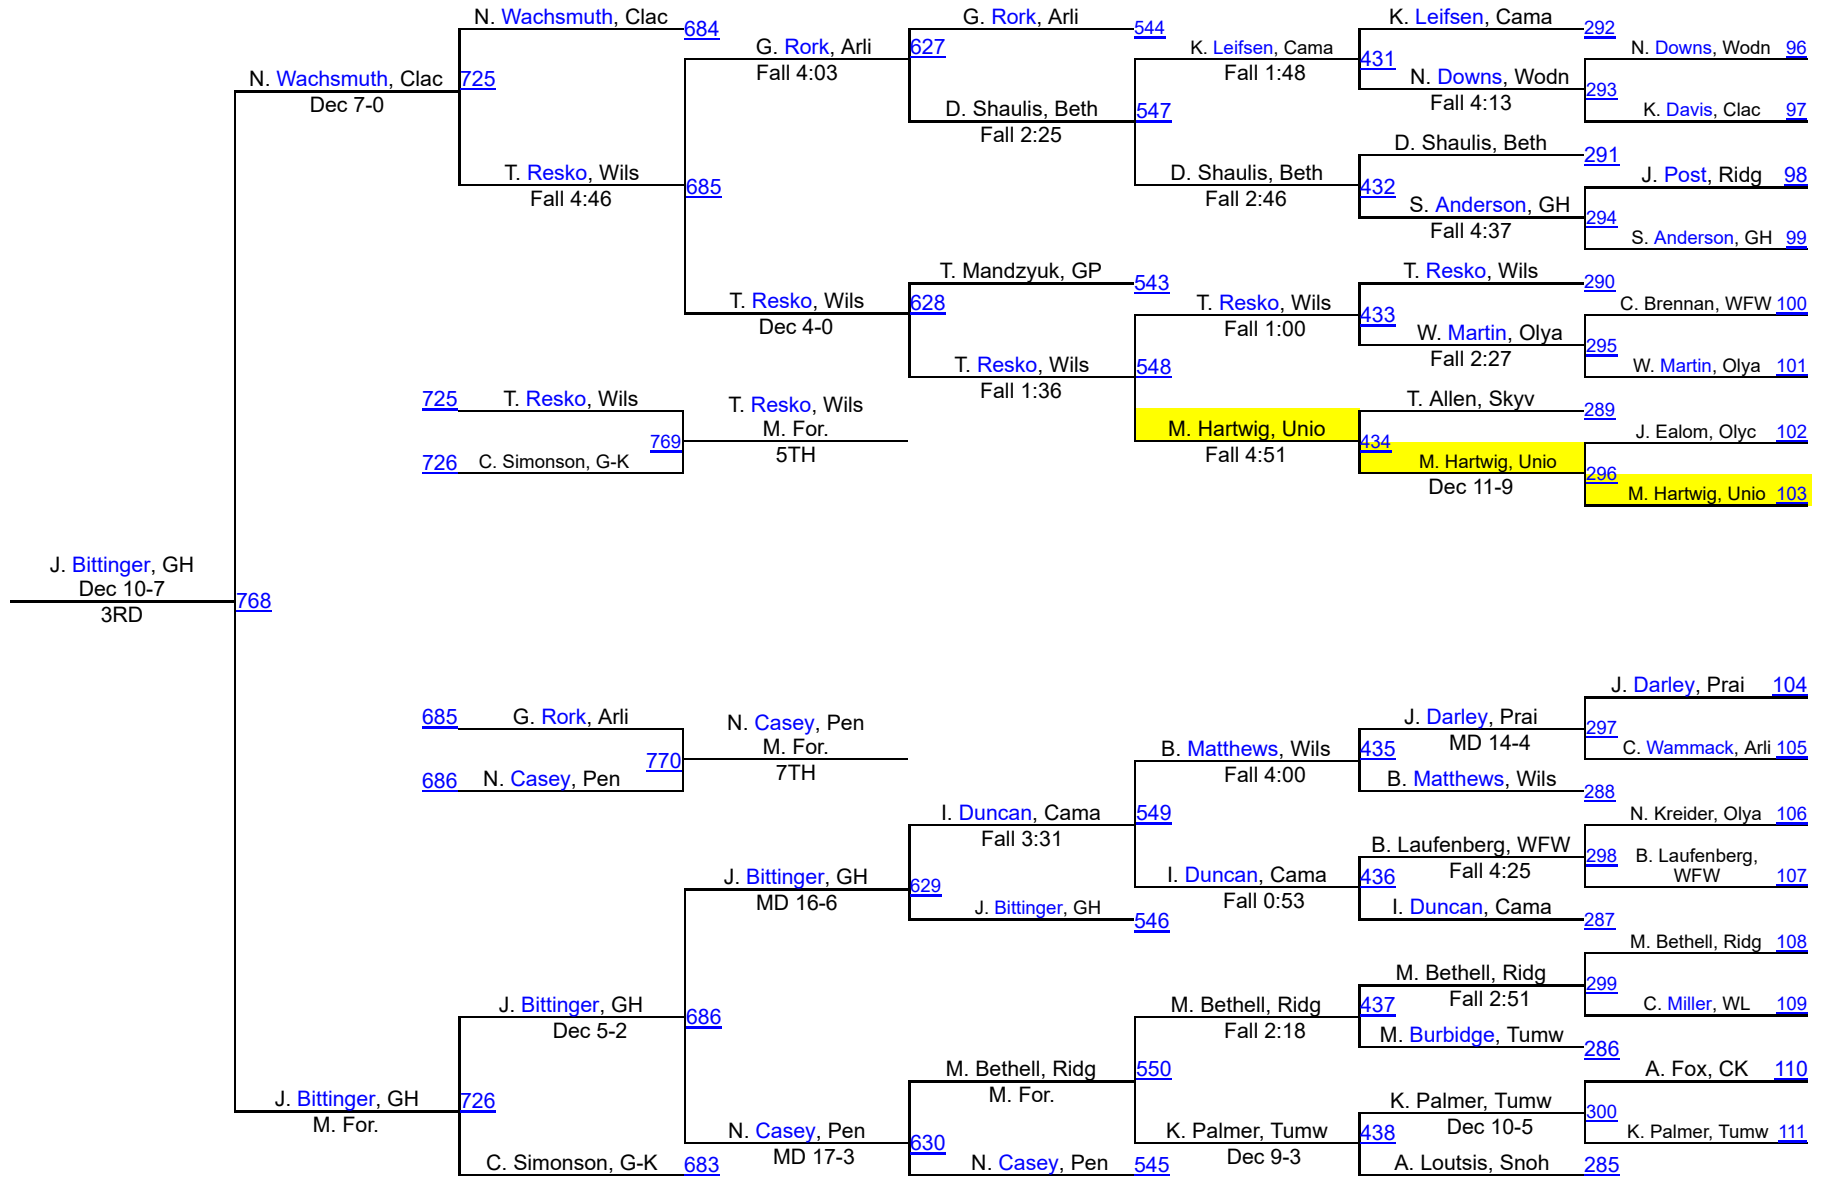 N. Wachsmuth, Clac
684
G. Rork, Arli
544
K. Leifsen, Cama
292
N. Downs, Wodn 96
G. Rork, Arli
Fall 4:03
627
K. Leifsen, Cama
Fall 1:48
431
N. Wachsmuth, Clac
Dec 7-0
725
N. Downs, Wodn
Fall 4:13
293
K. Davis, Clac 97
D. Shaulis, Beth
Fall 2:25
547
D. Shaulis, Beth
291
J. Post, Ridg 98
T. Resko, Wils
Fall 4:46
685
D. Shaulis, Beth
Fall 2:46
432
S. Anderson, GH
Fall 4:37
294
S. Anderson, GH 99
T. Mandzyuk, GP
543
T. Resko, Wils
290
C. Brennan, WFW 100
T. Resko, Wils
Dec 4-0
628
T. Resko, Wils
Fall 1:00
433
W. Martin, Olya
Fall 2:27
295
W. Martin, Olya 101
T. Resko, Wils
Fall 1:36
548
725 T. Resko, Wils
T. Resko, Wils
M. For.
5TH
T. Allen, Skyv
289
J. Ealom, Olyc 102
769
M. Hartwig, Unio
Fall 4:51
434
726 C. Simonson, G-K
M. Hartwig, Unio
Dec 11-9
296
M. Hartwig, Unio 103
J. Bittinger, GH
Dec 10-7
3RD
768
J. Darley, Prai 104
685 G. Rork, Arli
N. Casey, Pen
M. For.
7TH
J. Darley, Prai
MD 14-4
297
C. Wammack, Arli 105
770
B. Matthews, Wils
Fall 4:00
435
686 N. Casey, Pen
B. Matthews, Wils
288
N. Kreider, Olya 106
I. Duncan, Cama
Fall 3:31
549
B. Laufenberg, WFW
Fall 4:25
298
B. Laufenberg,
WFW 107
J. Bittinger, GH
MD 16-6
629
I. Duncan, Cama
Fall 0:53
436
J. Bittinger, GH
546
I. Duncan, Cama
287
M. Bethell, Ridg 108
M. Bethell, Ridg
Fall 2:51
299
C. Miller, WL 109
J. Bittinger, GH
Dec 5-2
686
M. Bethell, Ridg
Fall 2:18
437
M. Burbidge, Tumw
286
A. Fox, CK 110
M. Bethell, Ridg
M. For.
550
J. Bittinger, GH
M. For.
726
K. Palmer, Tumw
Dec 10-5
300
K. Palmer, Tumw 111
N. Casey, Pen
MD 17-3
630
K. Palmer, Tumw
Dec 9-3
438
C. Simonson, G-K
683
N. Casey, Pen
545
A. Loutsis, Snoh
285